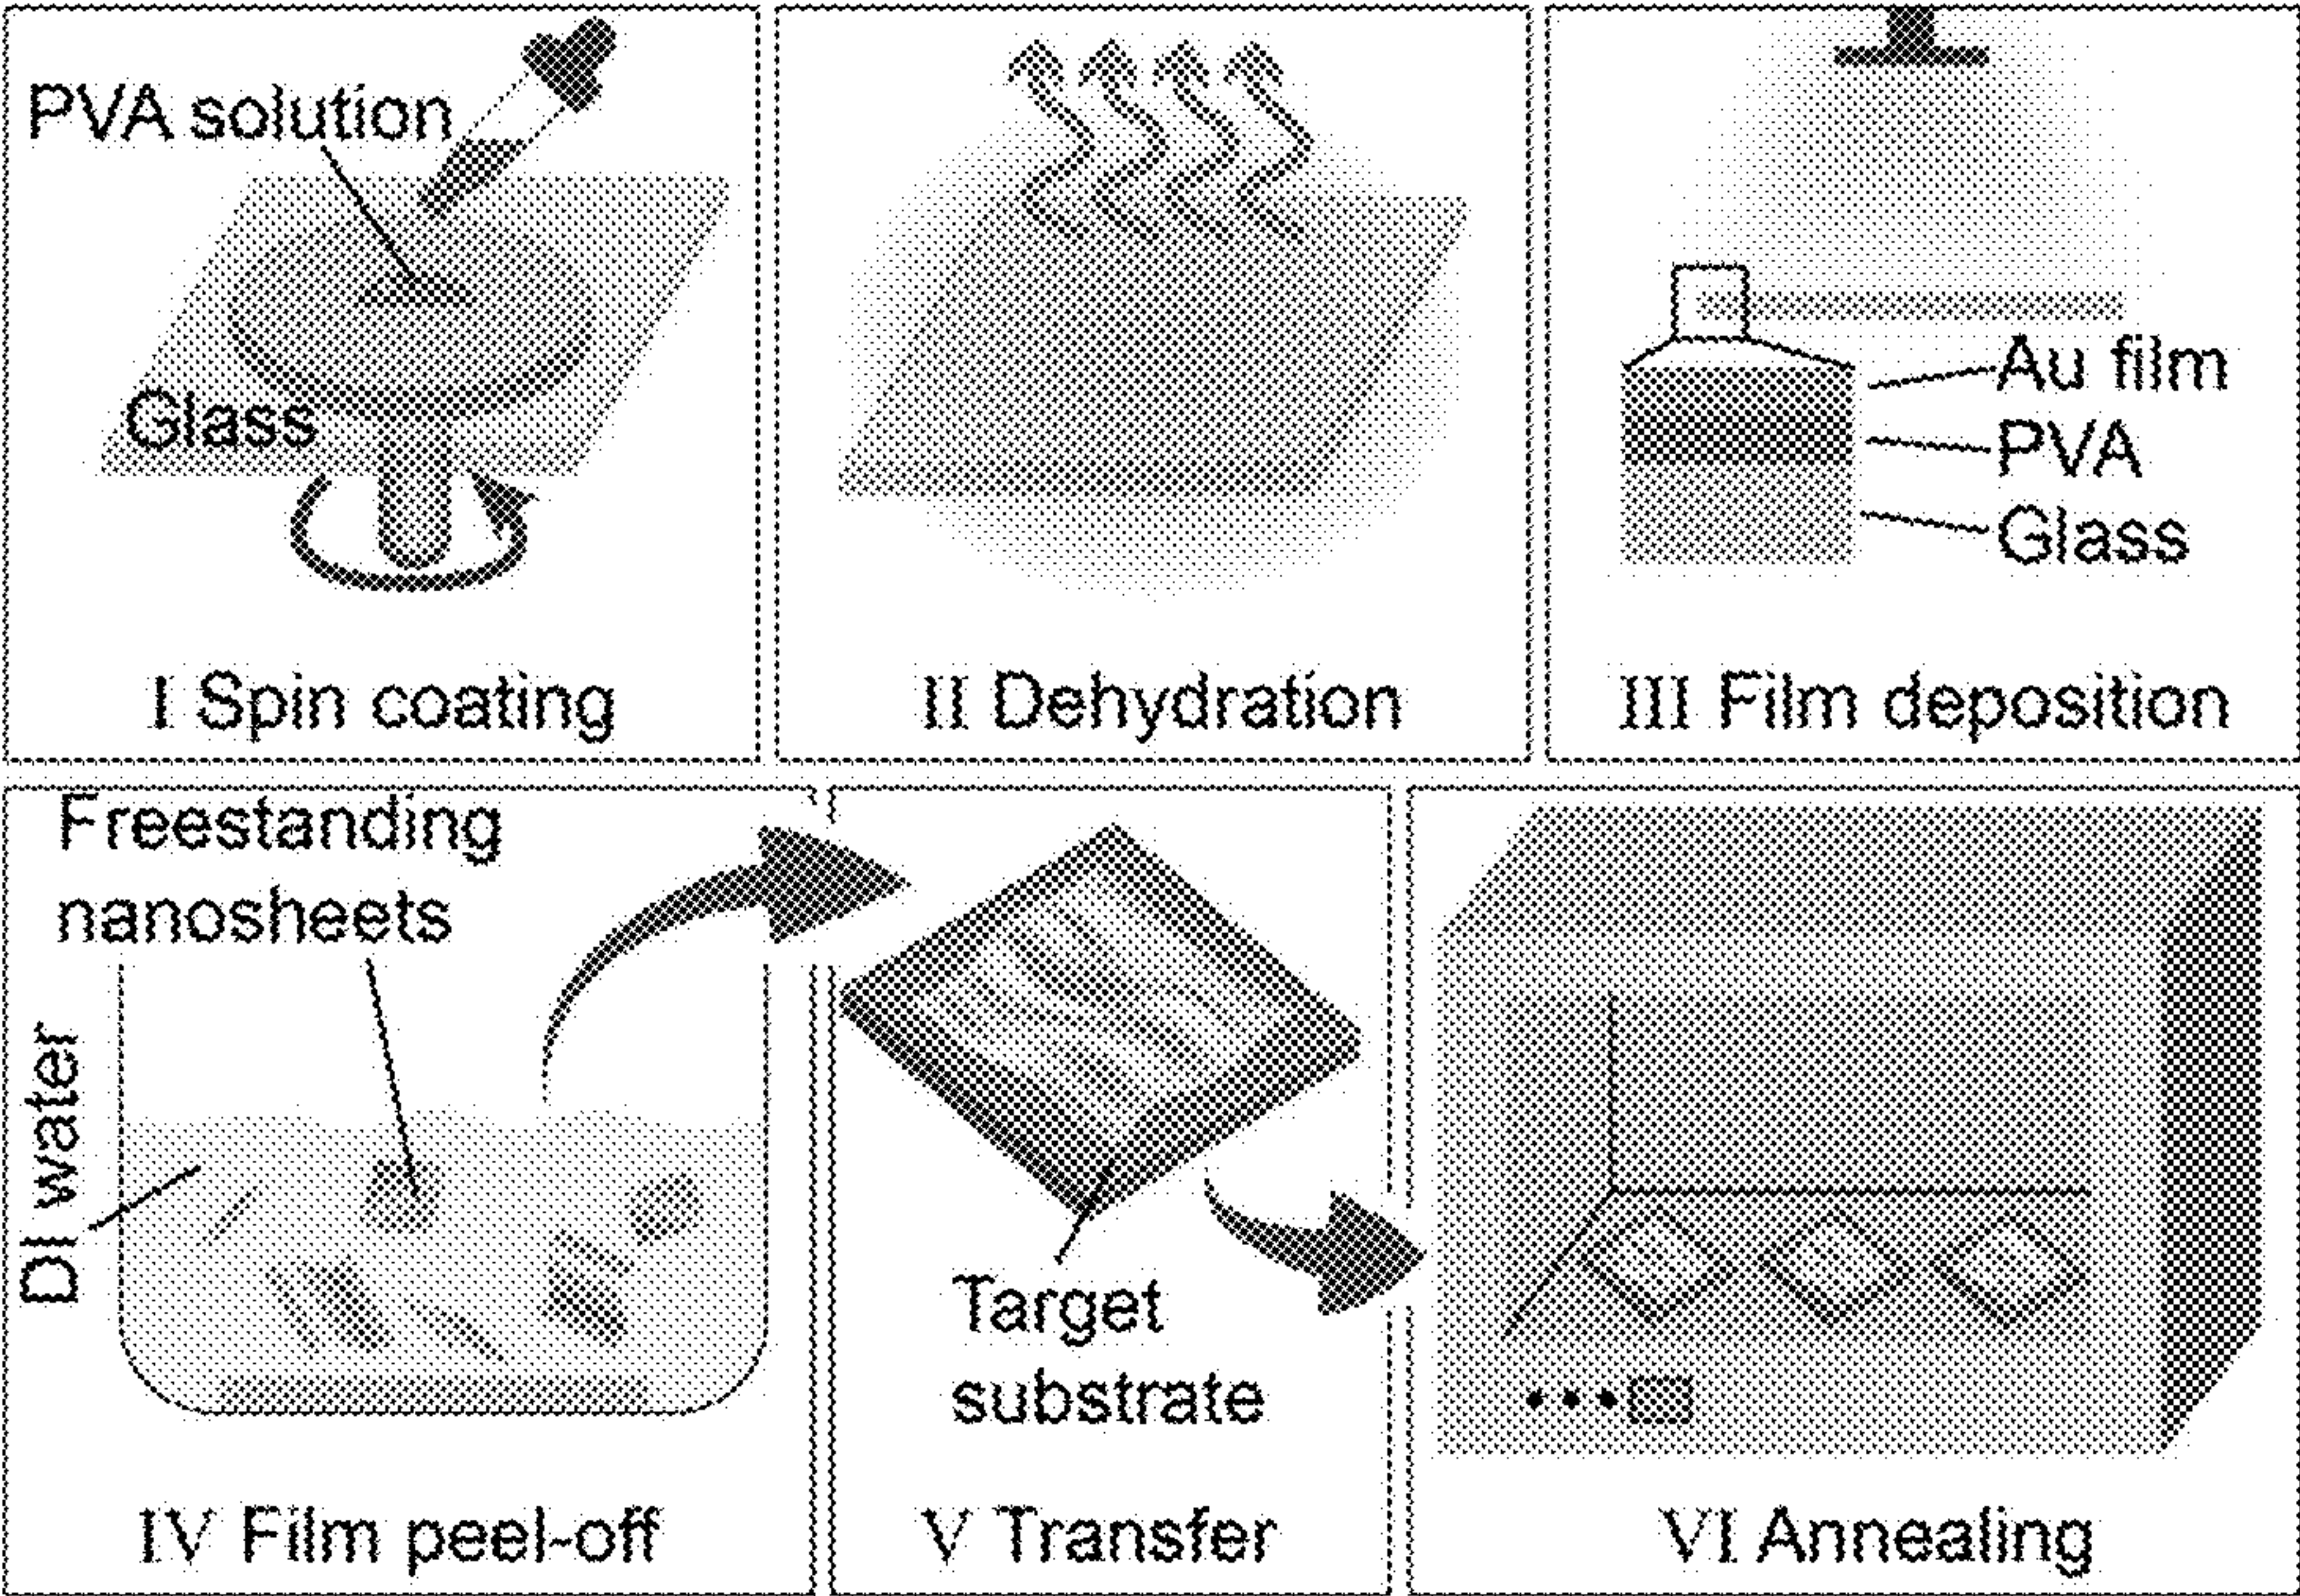 PVA solution
Glass
I Spin coating
II Dehydration
Au film
PVA
Glass
III Film deposition
Freestanding
nanosheets
DI water
IV Film peel-off
Target
substrate
V Transfer
VI Annealing